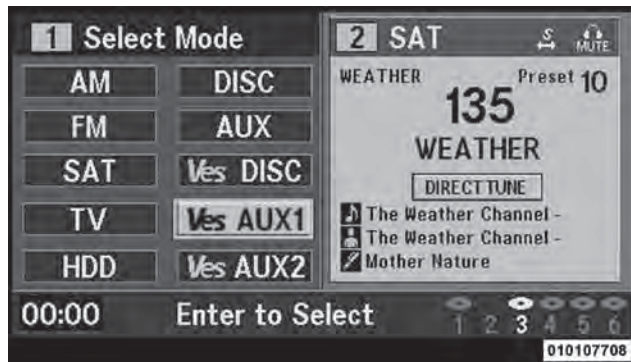 1 Select Mode
AM DISC
FM AUX
SAT Ves DISC
TV Ves AUX1
HDD Ves AUX2
2 SAT S MUTE
WEATHER Preset 10
135
WEATHER
DIRECT TUNE
The Weather Channel -
The Weather Channel -
Mother Nature
00:00 Enter to Select 1 2 3 4 5 6
010107708